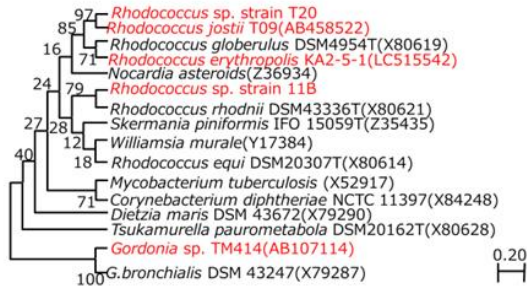 97 Rhodococcus sp. strain T20
85 Rhodococcus jostii T09(AB458522)
Rhodococcus globerulus DSM4954T(X80619)
16 71 Rhodococcus erythropolis KA2-5-1(LC515542)
Nocardia asteroids(Z36934)
24 79 Rhodococcus sp. strain 11B
Rhodococcus rhodnii DSM43336T(X80621)
27 28 Skermania piniformis IFO 15059T(Z35435)
12 Williamsia murale(Y17384)
40 18 Rhodococcus equi DSM20307T(X80614)
Mycobacterium tuberculosis (X52917)
71 Corynebacterium diphtheriae NCTC 11397(X84248)
Dietzia maris DSM 43672(X79290)
Tsukamurella paurometabola DSM20162T(X80628)
Gordonia sp. TM414(AB107114)
0.20
100 G.bronchialis DSM 43247(X79287)